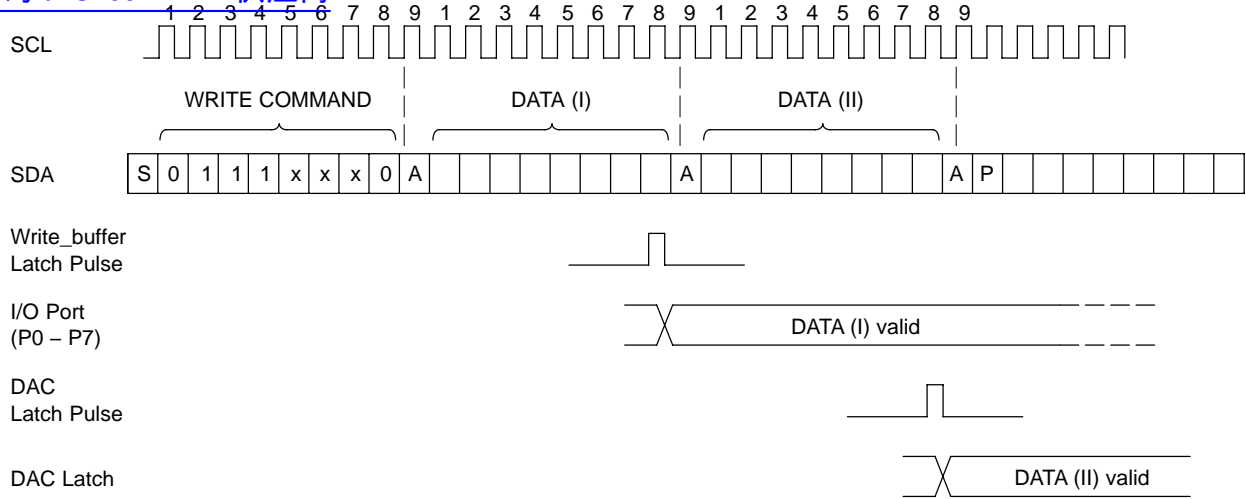 1 2 3 4 5 6 7 8 9 1 2 3 4 5 6 7 8 9 1 2 3 4 5 6 7 8 9
SCL
WRITE COMMAND DATA (I) DATA (II)
SDA S 0 1 1 1 x x x 0 A A A P
Write_buffer
Latch Pulse
I/O Port
(P0 – P7)
DATA (I) valid
DAC
Latch Pulse
DAC Latch
DATA (II) valid